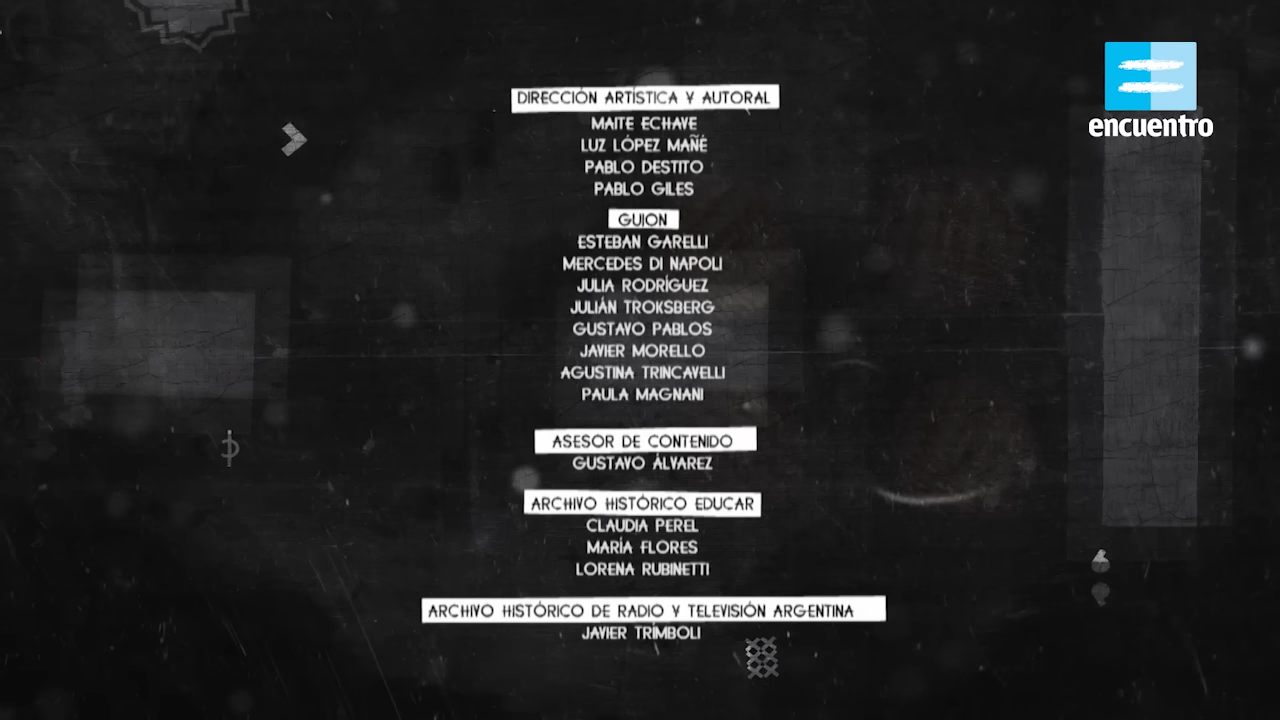 DIRECCIÓN ARTÍSTICA Y AUTORAL
MAITE ECHAVE
LUZ LÓPEZ MAÑÉ
PABLO DESTITO
PABLO GILES
GUION
ESTEBAN GARELLI
MERCEDES DI NAPOLI
JULIA RODRÍGUEZ
JULIÁN TROKSBERG
GUSTAVO PABLOS
JAVIER MORELLO
AGUSTINA TRINCAVELLI
PAULA MAGNANI
ASESOR DE CONTENIDO
GUSTAVO ÁLVAREZ
ARCHIVO HISTÓRICO EDUCAR
CLAUDIA PEREL
MARÍA FLORES
LORENA RUBINETTI
ARCHIVO HISTÓRICO DE RADIO Y TELEVISIÓN ARGENTINA
JAVIER TRÍMBOLI
encuentro